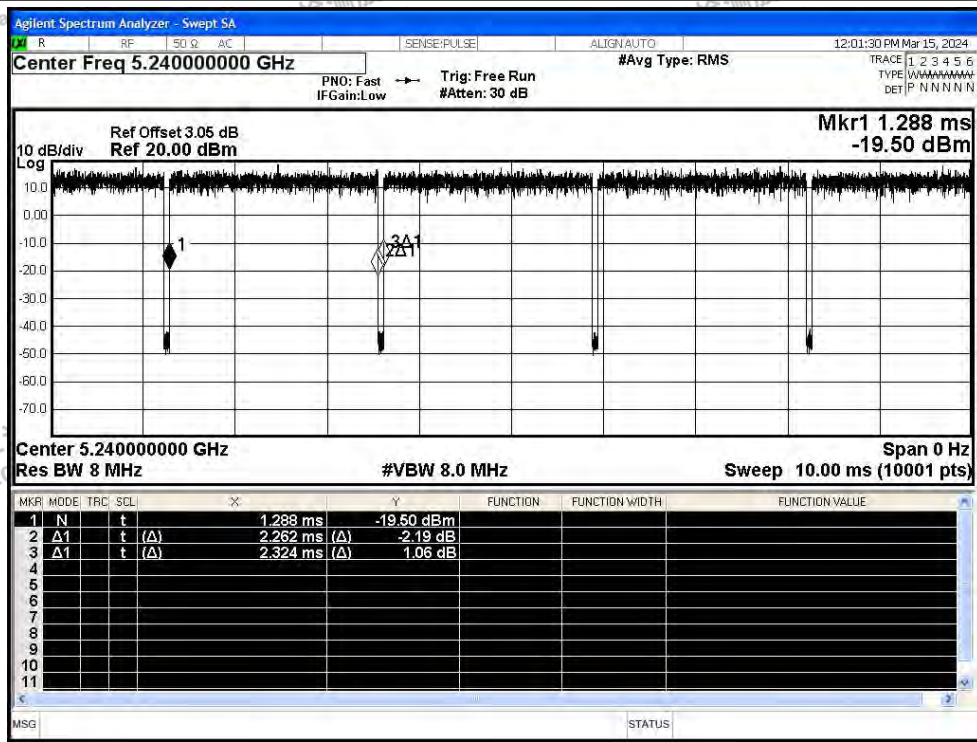 Agilent Spectrum Analyzer - Swept SA
R RF 50 Ω AC SENSE:PULSE ALIGN AUTO 12:01:30 PM Mar 15, 2024
Center Freq 5.240000000 GHz #Avg Type: RMS TRACE 1 2 3 4 5 6
PNO: Fast Trig: Free Run TYPE
IFGain:Low #Atten: 30 dB DET P N N N N N
Mkr1 1.288 ms
Ref Offset 3.05 dB
10 dB/div Ref 20.00 dBm -19.50 dBm
Log
10.0
0.00
-10.0
-20.0
-30.0
-40.0
-50.0
-60.0
-70.0
1
3Δ1
2Δ1
Center 5.240000000 GHz Span 0 Hz
Res BW 8 MHz #VBW 8.0 MHz Sweep 10.00 ms (10001 pts)
MKR MODE TRC SCL X Y FUNCTION FUNCTION WIDTH FUNCTION VALUE
1 N t 1.288 ms -19.50 dBm
2 Δ1 t (Δ) 2.262 ms (Δ) -2.19 dB
3 Δ1 t (Δ) 2.324 ms (Δ) 1.06 dB
4
5
6
7
8
9
10
11
MSG STATUS